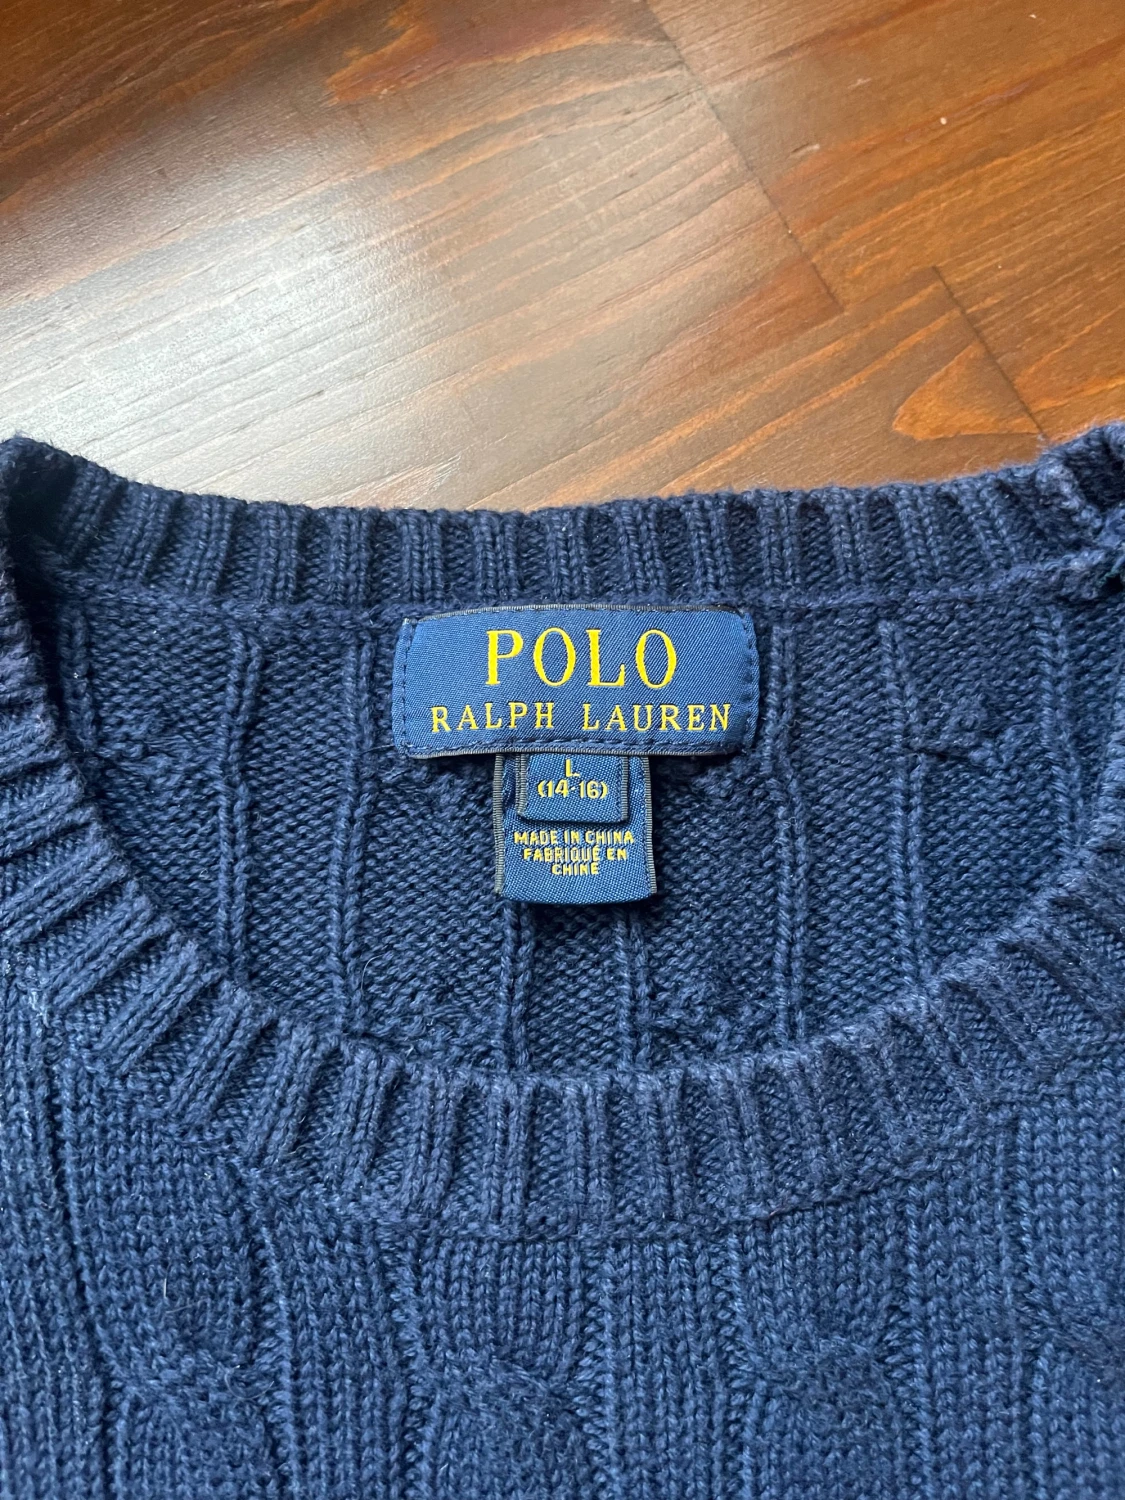 POLO
RALPH LAUREN
L
(14-16)
MADE IN CHINA
FABRIQUÉ EN
CHINE